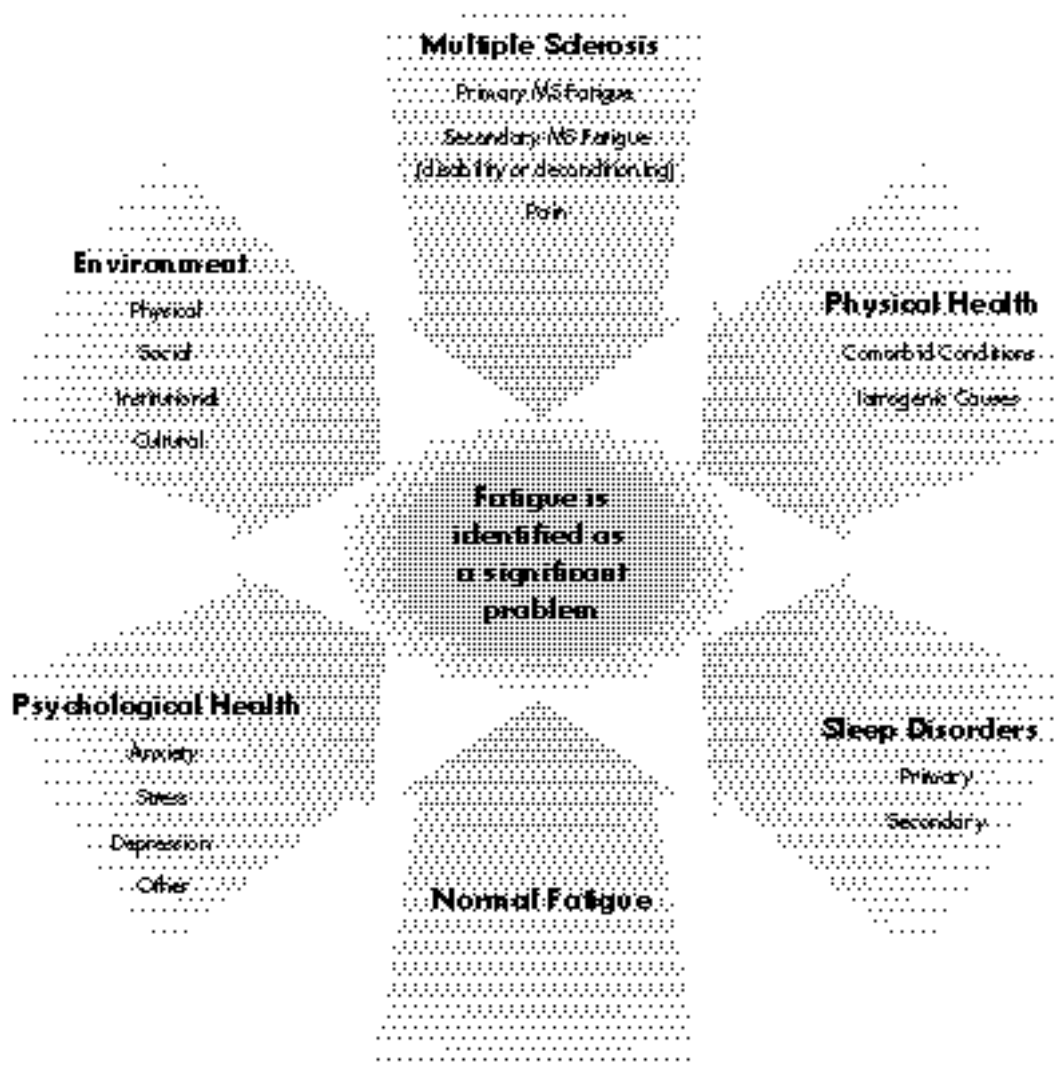 Multiple Sclerosis
Primary MS Fatigue
Secondary MS Fatigue
(disability or deconditioning)
Pain
Environment
Physical
Social
Institutional
Cultural
Physical Health
Comorbid Conditions
Iatrogenic Causes
Fatigue is
identified as
a significant
problem
Psychological Health
Anxiety
Stress
Depression
Other
Sleep Disorders
Primary
Secondary
Normal Fatigue